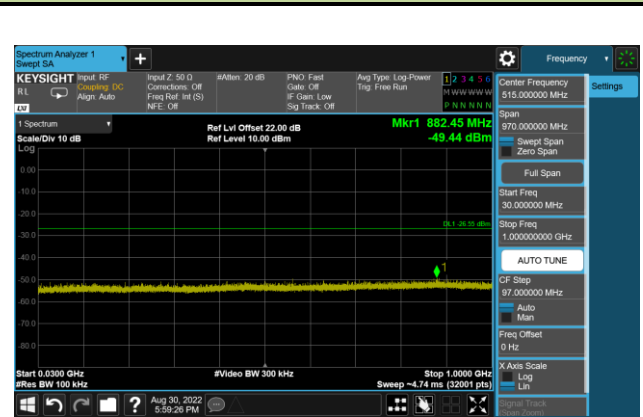 Spectrum Analyzer 1
Swept SA
Frequency
KEYSIGHT
Input: RF
Input Z: 50 Ω
#Atten: 20 dB
PNO: Fast
Avg Type: Log-Power
1 2 3 4 5 6
RL
Coupling: DC
Corrections: Off
Gate: Off
Trig: Free Run
M W W W W W
Align: Auto
Freq Ref: Int (S)
IF Gain: Low
NFE: Off
Sig Track: Off
P N N N N N
LXI
Center Frequency
515.000000 MHz
Settings
Span
970.000000 MHz
Swept Span
Zero Span
Full Span
Start Freq
30.000000 MHz
Stop Freq
1.000000000 GHz
AUTO TUNE
CF Step
97.000000 MHz
Auto
Man
Freq Offset
0 Hz
X Axis Scale
Log
Lin
Signal Track
(Span Zoom)
1 Spectrum
Ref Lvl Offset 22.00 dB
Mkr1 882.45 MHz
Scale/Div 10 dB
Ref Level 10.00 dBm
-49.44 dBm
Log
0.00
-10.0
-20.0
DL1 -26.55 dBm
-30.0
-40.0
1
-50.0
-60.0
-70.0
-80.0
Start 0.0300 GHz
#Video BW 300 kHz
Stop 1.0000 GHz
#Res BW 100 kHz
Sweep ~4.74 ms (32001 pts)
Aug 30, 2022
5:59:26 PM